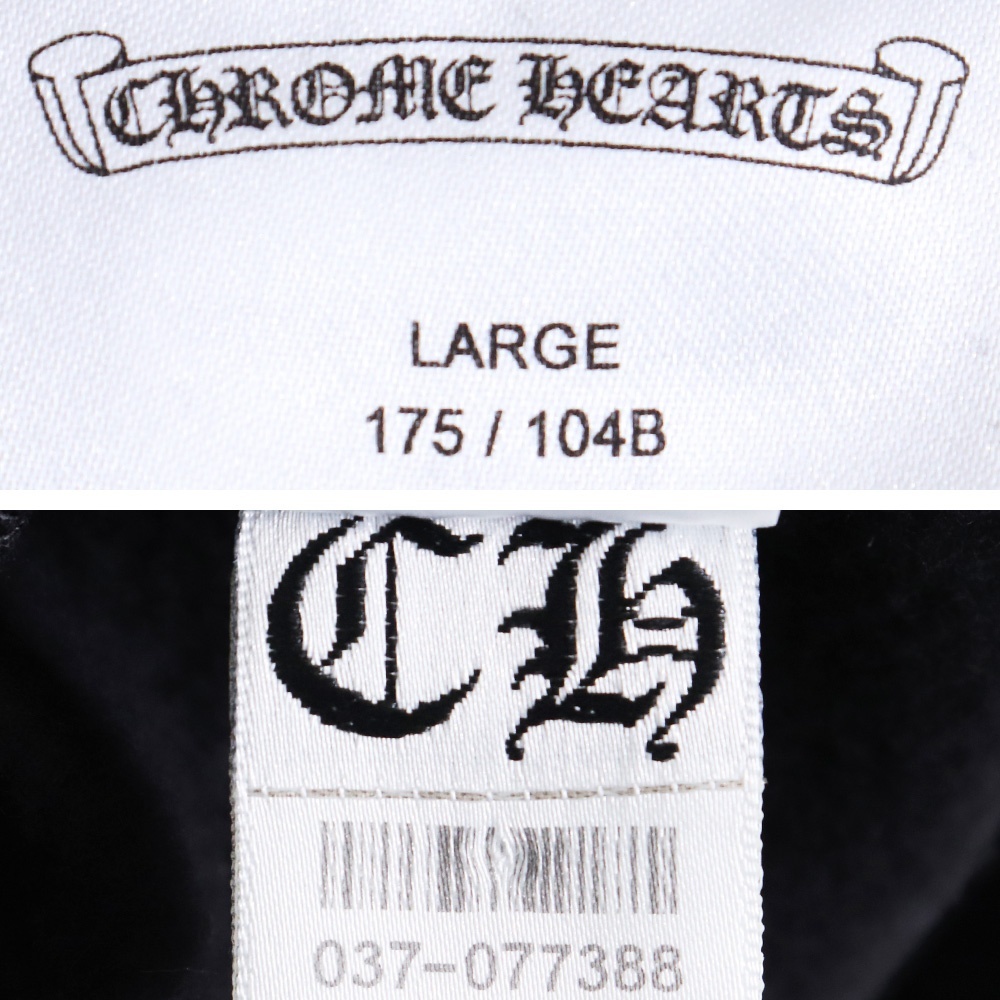 CHROME HEARTS
LARGE
175 / 104B
CH
037-077388